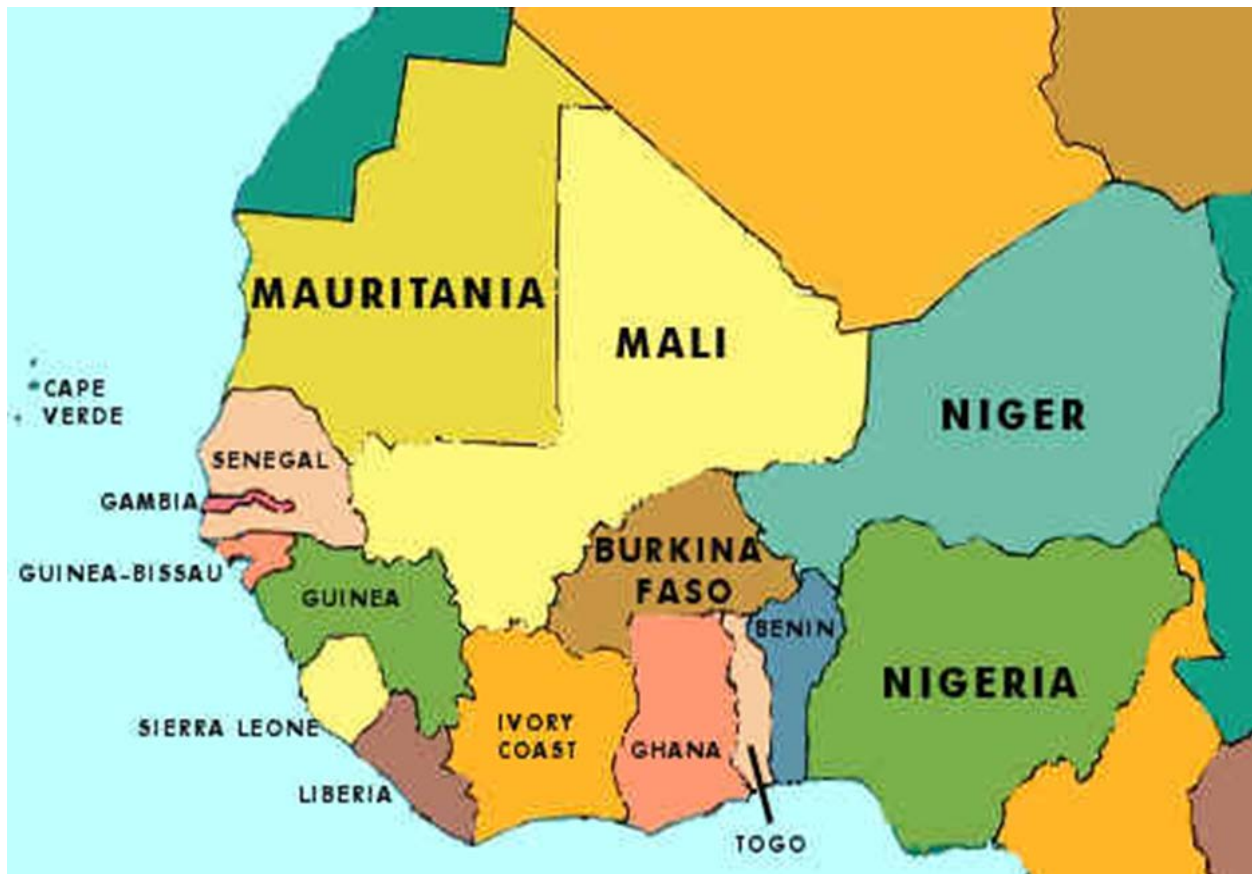 MAURITANIA
MALI
CAPE
VERDE
NIGER
SENEGAL
GAMBIA
BURKINA
FASO
GUINEA-BISSAU
GUINEA
BENIN
NIGERIA
SIERRA LEONE
IVORY
COAST
GHANA
LIBERIA
TOGO